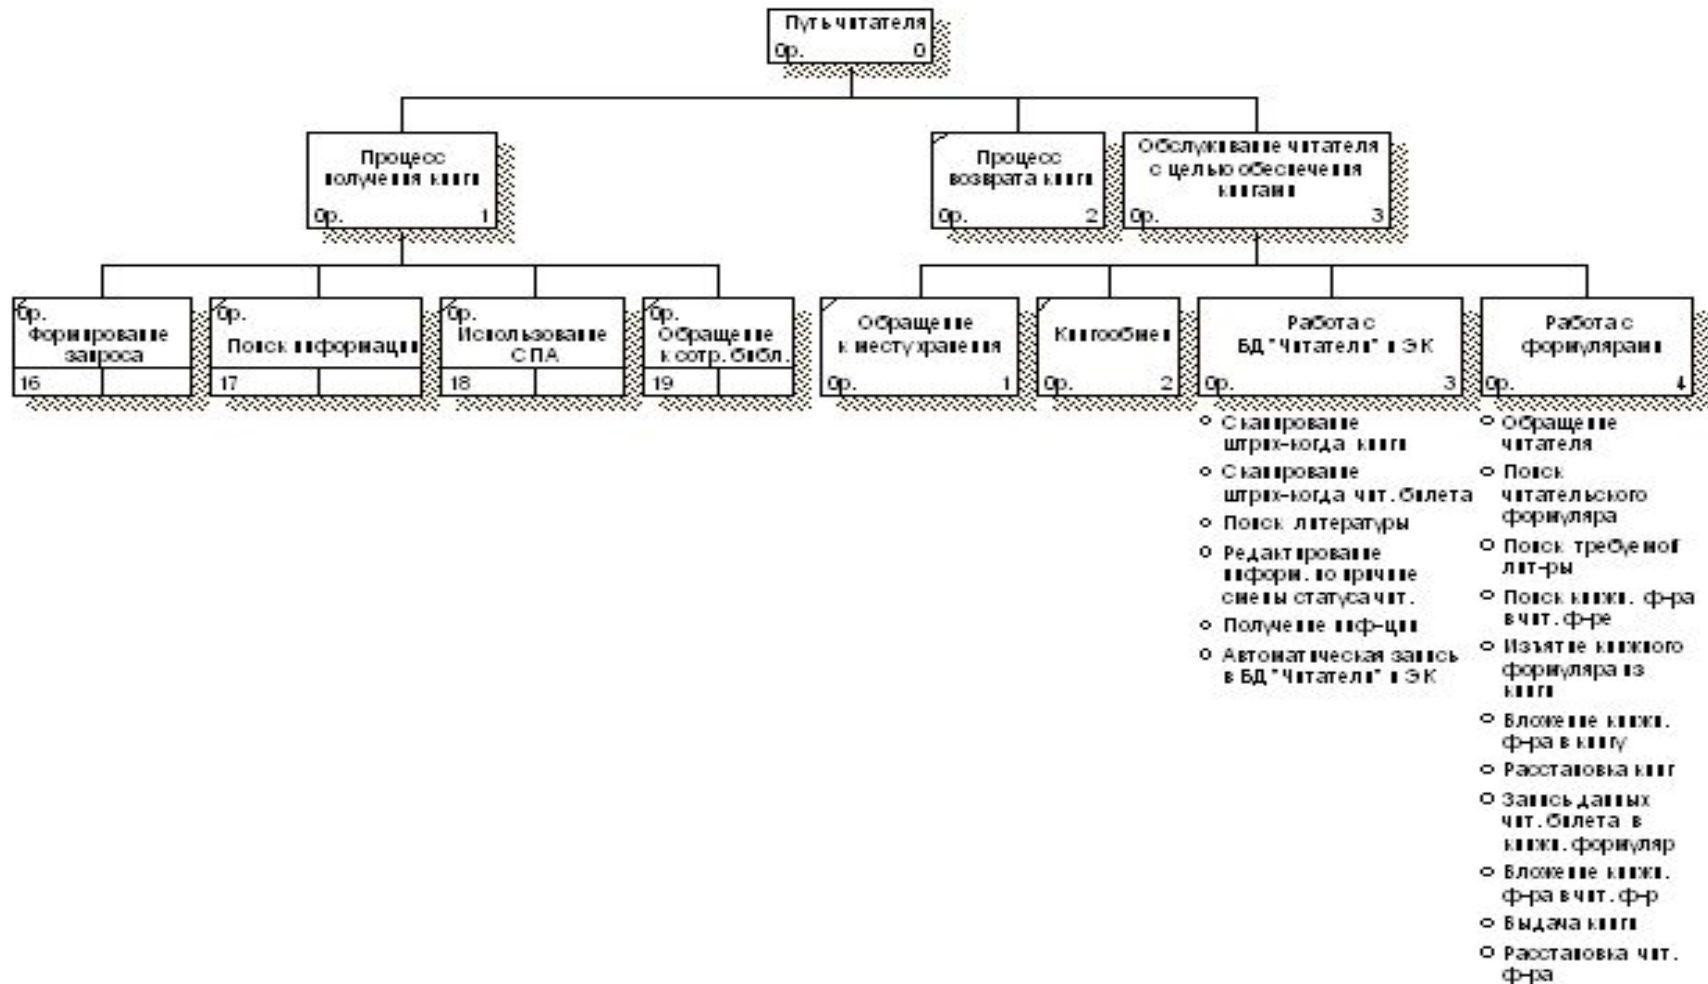 Путь читателя
0р. 0
Процесс
получения книги
0р. 1
Процесс
возврата книги
0р. 2
Обслуживание читателя
с целью обеспечения
книгами
0р. 3
0р.
Формирование
запроса
16
0р.
Поиск информации
17
0р.
Использование
СПА
18
0р.
Обращение
к сотр. библ.
19
Обращение
к месту хранения
0р. 1
Книгообмен
0р. 2
Работа с
БД "Читатели" и ЭК
0р. 3
Работа с
формулярами
0р. 4
Сканирование
штрих-когда книги
Сканирование
штрих-когда чит. билета
Поиск литературы
Редактирование
информ. по причине
смены статуса чит.
Получение инф-ции
Автоматическая запись
в БД "Читатели" и ЭК
Обращение
читателя
Поиск
читательского
формуляра
Поиск требуемой
лит-ры
Поиск книжн. ф-ра
в чит. ф-ре
Изъятие книжного
формуляра из
книги
Вложение книжн.
ф-ра в книгу
Расстановка книг
Запись данных
чит. билета в
книжн. формуляр
Вложение книжн.
ф-ра в чит. ф-р
Выдача книги
Расстановка чит.
ф-ра